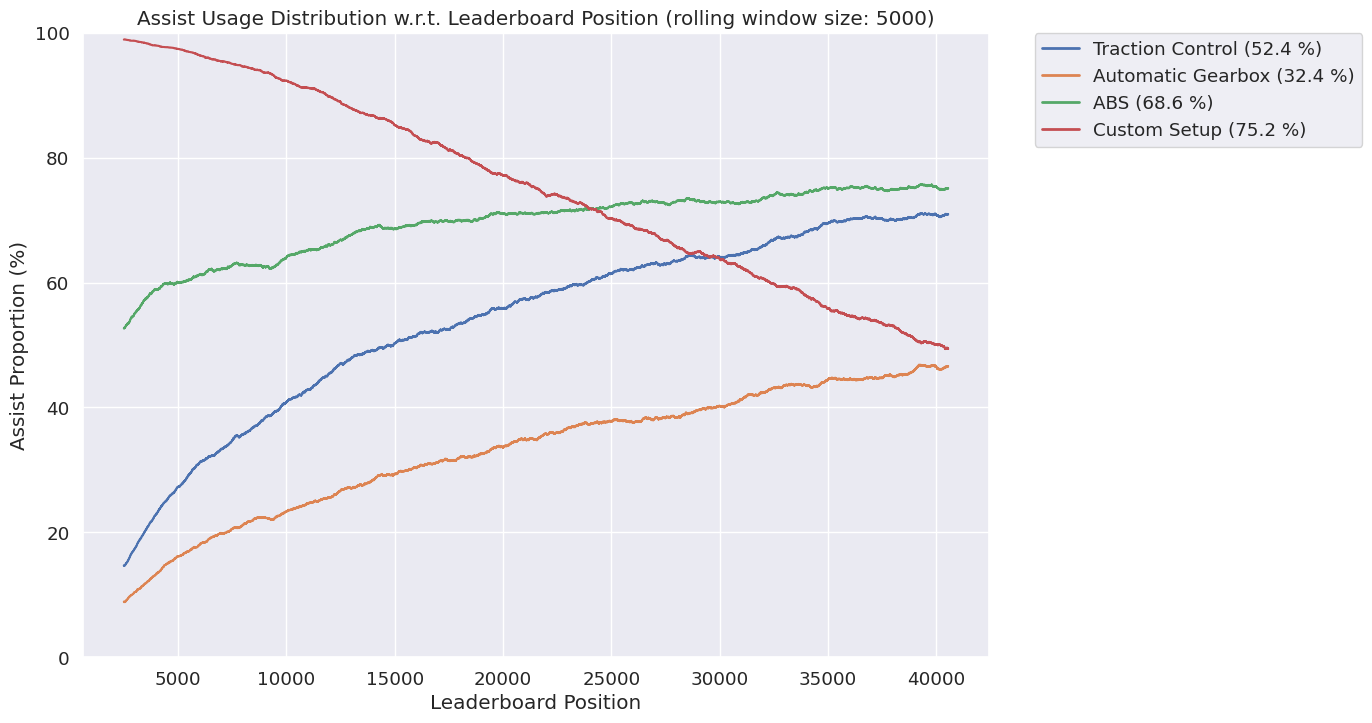 Assist Usage Distribution w.r.t. Leaderboard Position (rolling window size: 5000)
Traction Control (52.4 %)
Automatic Gearbox (32.4 %)
ABS (68.6 %)
Custom Setup (75.2 %)
Assist Proportion (%)
100
80
60
40
20
0
5000 10000 15000 20000 25000 30000 35000 40000
Leaderboard Position